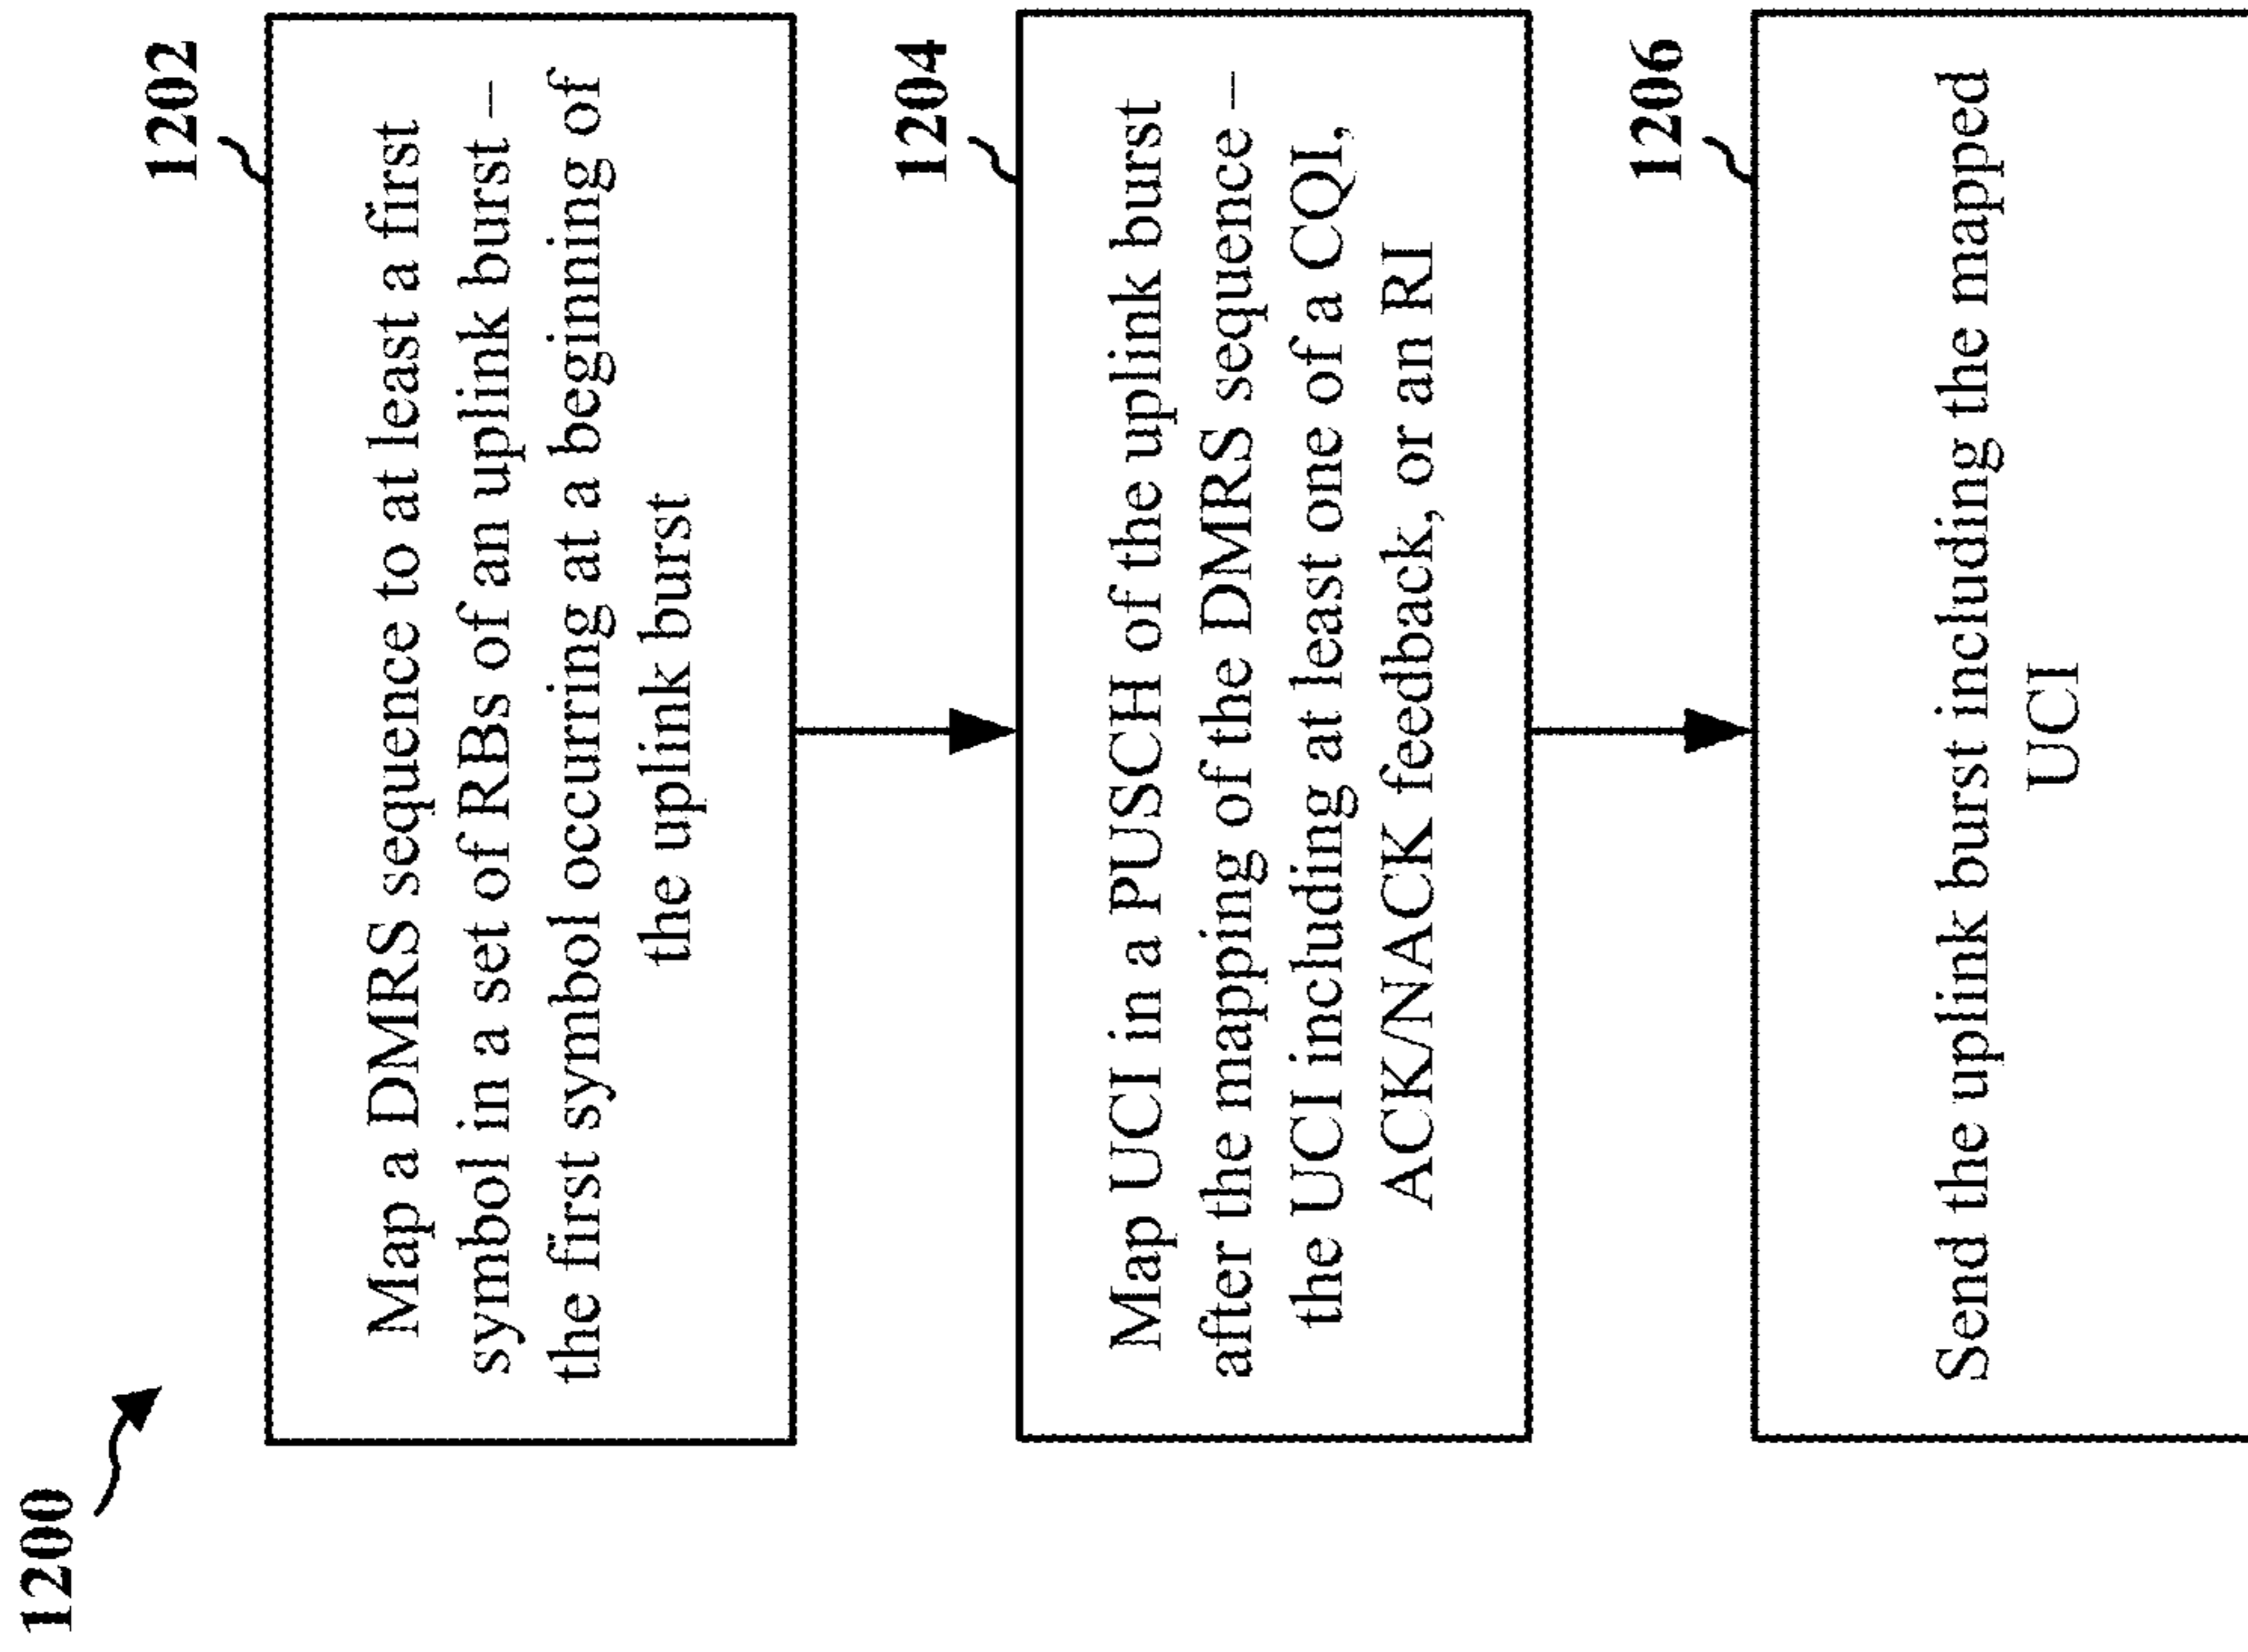 1200
1202
Map a DMRS sequence to at least a first
symbol in a set of RBs of an uplink burst –
the first symbol occurring at a beginning of
the uplink burst
1204
Map UCI in a PUSCH of the uplink burst
after the mapping of the DMRS sequence –
the UCI including at least one of a CQI,
ACK/NACK feedback, or an RI
1206
Send the uplink burst including the mapped
UCI